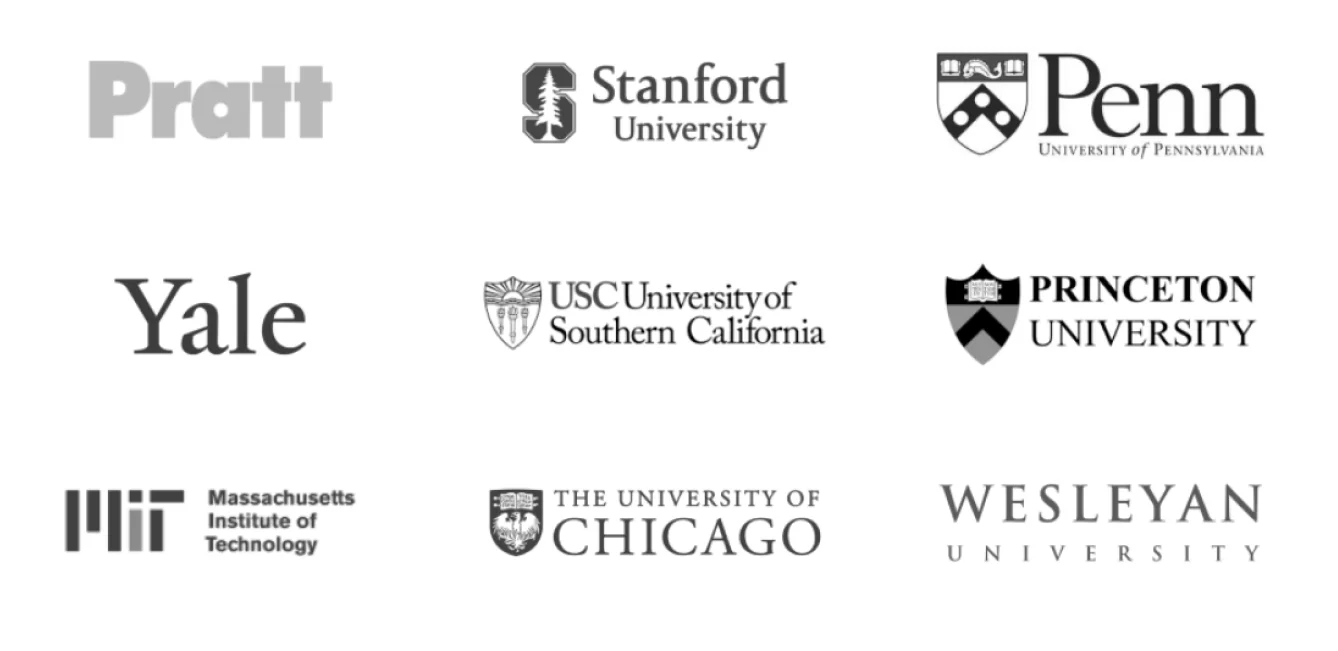 Pratt
Stanford
University
Penn
UNIVERSITY of PENNSYLVANIA
Yale
USC University of
Southern California
PRINCETON
UNIVERSITY
MIT
Massachusetts
Institute of
Technology
THE UNIVERSITY OF
CHICAGO
WESLEYAN
UNIVERSITY